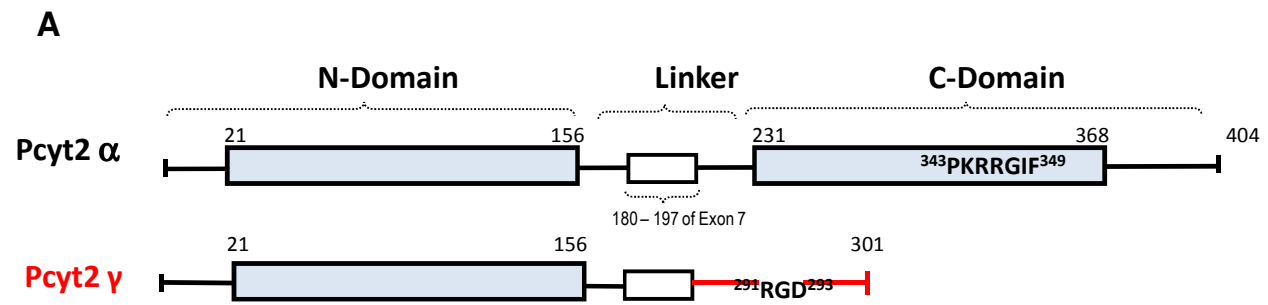 A
N-Domain Linker C-Domain
21 156 231 368 404
Pcyt2 α ³⁴³PKRRGIF³⁴⁹
180 – 197 of Exon 7
21 156 301
Pcyt2 γ ²⁹¹RGD²⁹³